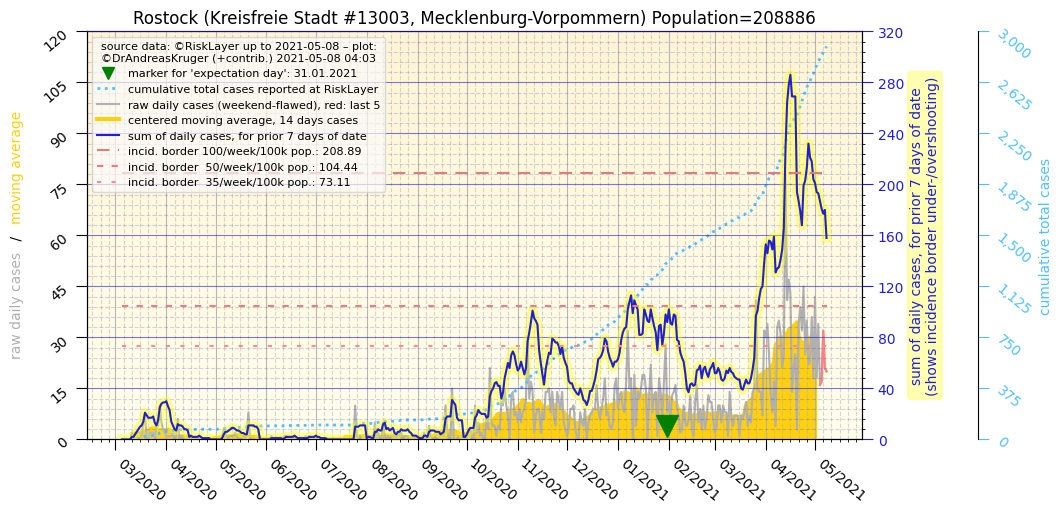 Rostock (Kreisfreie Stadt #13003, Mecklenburg-Vorpommern) Population=208886
source data: ©RiskLayer up to 2021-05-08 – plot:
©DrAndreasKruger (+contrib.) 2021-05-08 04:03
marker for 'expectation day': 31.01.2021
cumulative total cases reported at RiskLayer
raw daily cases (weekend-flawed), red: last 5
centered moving average, 14 days cases
sum of daily cases, for prior 7 days of date
incid. border 100/week/100k pop.: 208.89
incid. border  50/week/100k pop.: 104.44
incid. border  35/week/100k pop.: 73.11
raw daily cases  /  moving average
120
105
90
75
60
45
30
15
0
03/2020
04/2020
05/2020
06/2020
07/2020
08/2020
09/2020
10/2020
11/2020
12/2020
01/2021
02/2021
03/2021
04/2021
05/2021
320
280
240
200
160
120
80
40
0
sum of daily cases, for prior 7 days of date
(shows incidence border under-/overshooting)
3,000
2,625
2,250
1,875
1,500
1,125
750
375
0
cumulative total cases